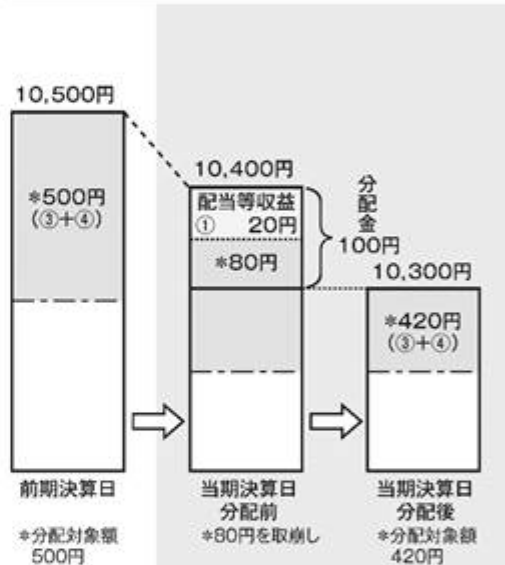 10,500円
*500円
(③+④)
前期決算日
*分配対象額
500円
10,400円
配当等収益
① 20円
*80円
分配金
100円
当期決算日
分配前
*80円を取崩し
10,300円
*420円
(③+④)
当期決算日
分配後
*分配対象額
420円